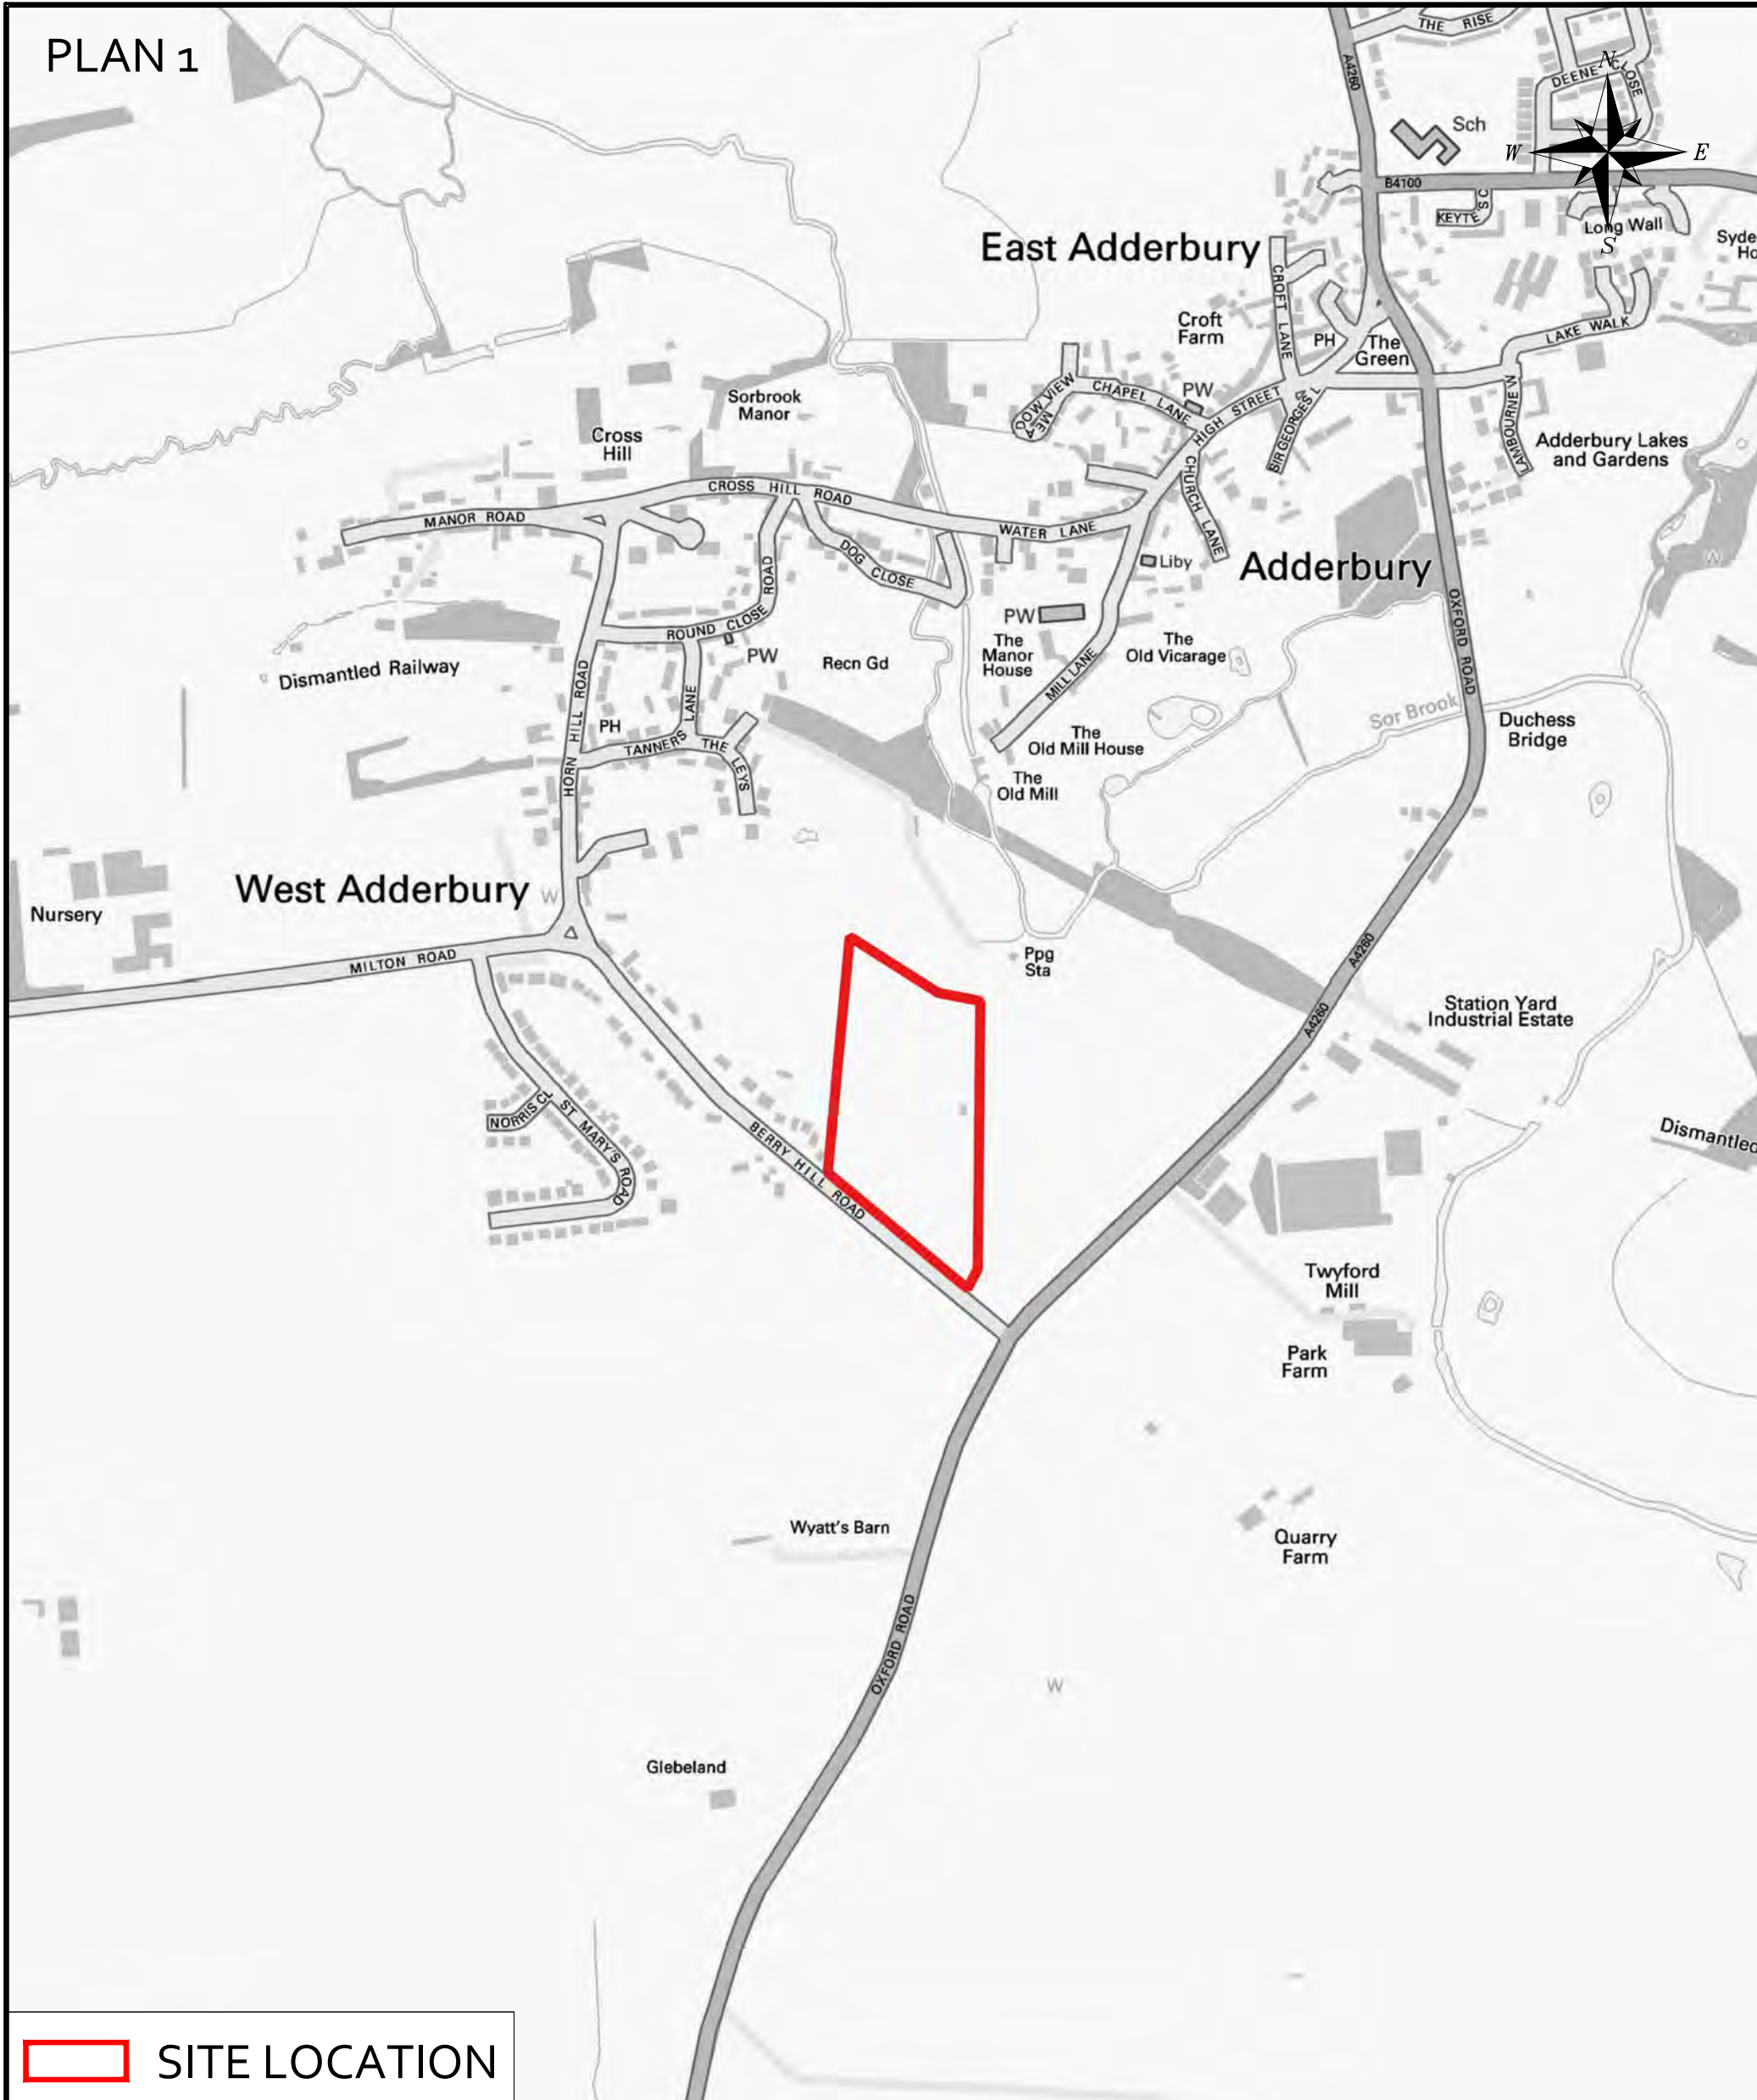 PLAN 1
THE RISE
A4260
DEENE CLOSE
N
Sch
W
E
B4100
KEYTE'S C
Long Wall
S
Syde
Ho
East Adderbury
CROFT LANE
Croft
Farm
PH
The
Green
LAKE WALK
MEADOW VIEW
CHAPEL LANE
PW
HIGH STREET
SIR GEORGES L
LAMBOURNE W
Adderbury Lakes
and Gardens
Sorbrook
Manor
Cross
Hill
CROSS HILL ROAD
MANOR ROAD
WATER LANE
CHURCH LANE
DOG CLOSE
Liby
Adderbury
W
OXFORD ROAD
ROUND CLOSE ROAD
PW
PW
The
Manor
House
The
Old Vicarage
Recn Gd
Dismantled Railway
MILL LANE
HORN HILL ROAD
PH
TANNERS LANE
THE LEYS
Sor Brook
Duchess
Bridge
The
Old Mill House
The
Old Mill
West Adderbury
W
Nursery
MILTON ROAD
Ppg
Sta
A4260
A4260
Station Yard
Industrial Estate
NORRIS CL
ST MARY'S ROAD
BERRY HILL ROAD
Dismantled
Twyford
Mill
Park
Farm
Wyatt's Barn
Quarry
Farm
OXFORD ROAD
W
Glebeland
SITE LOCATION